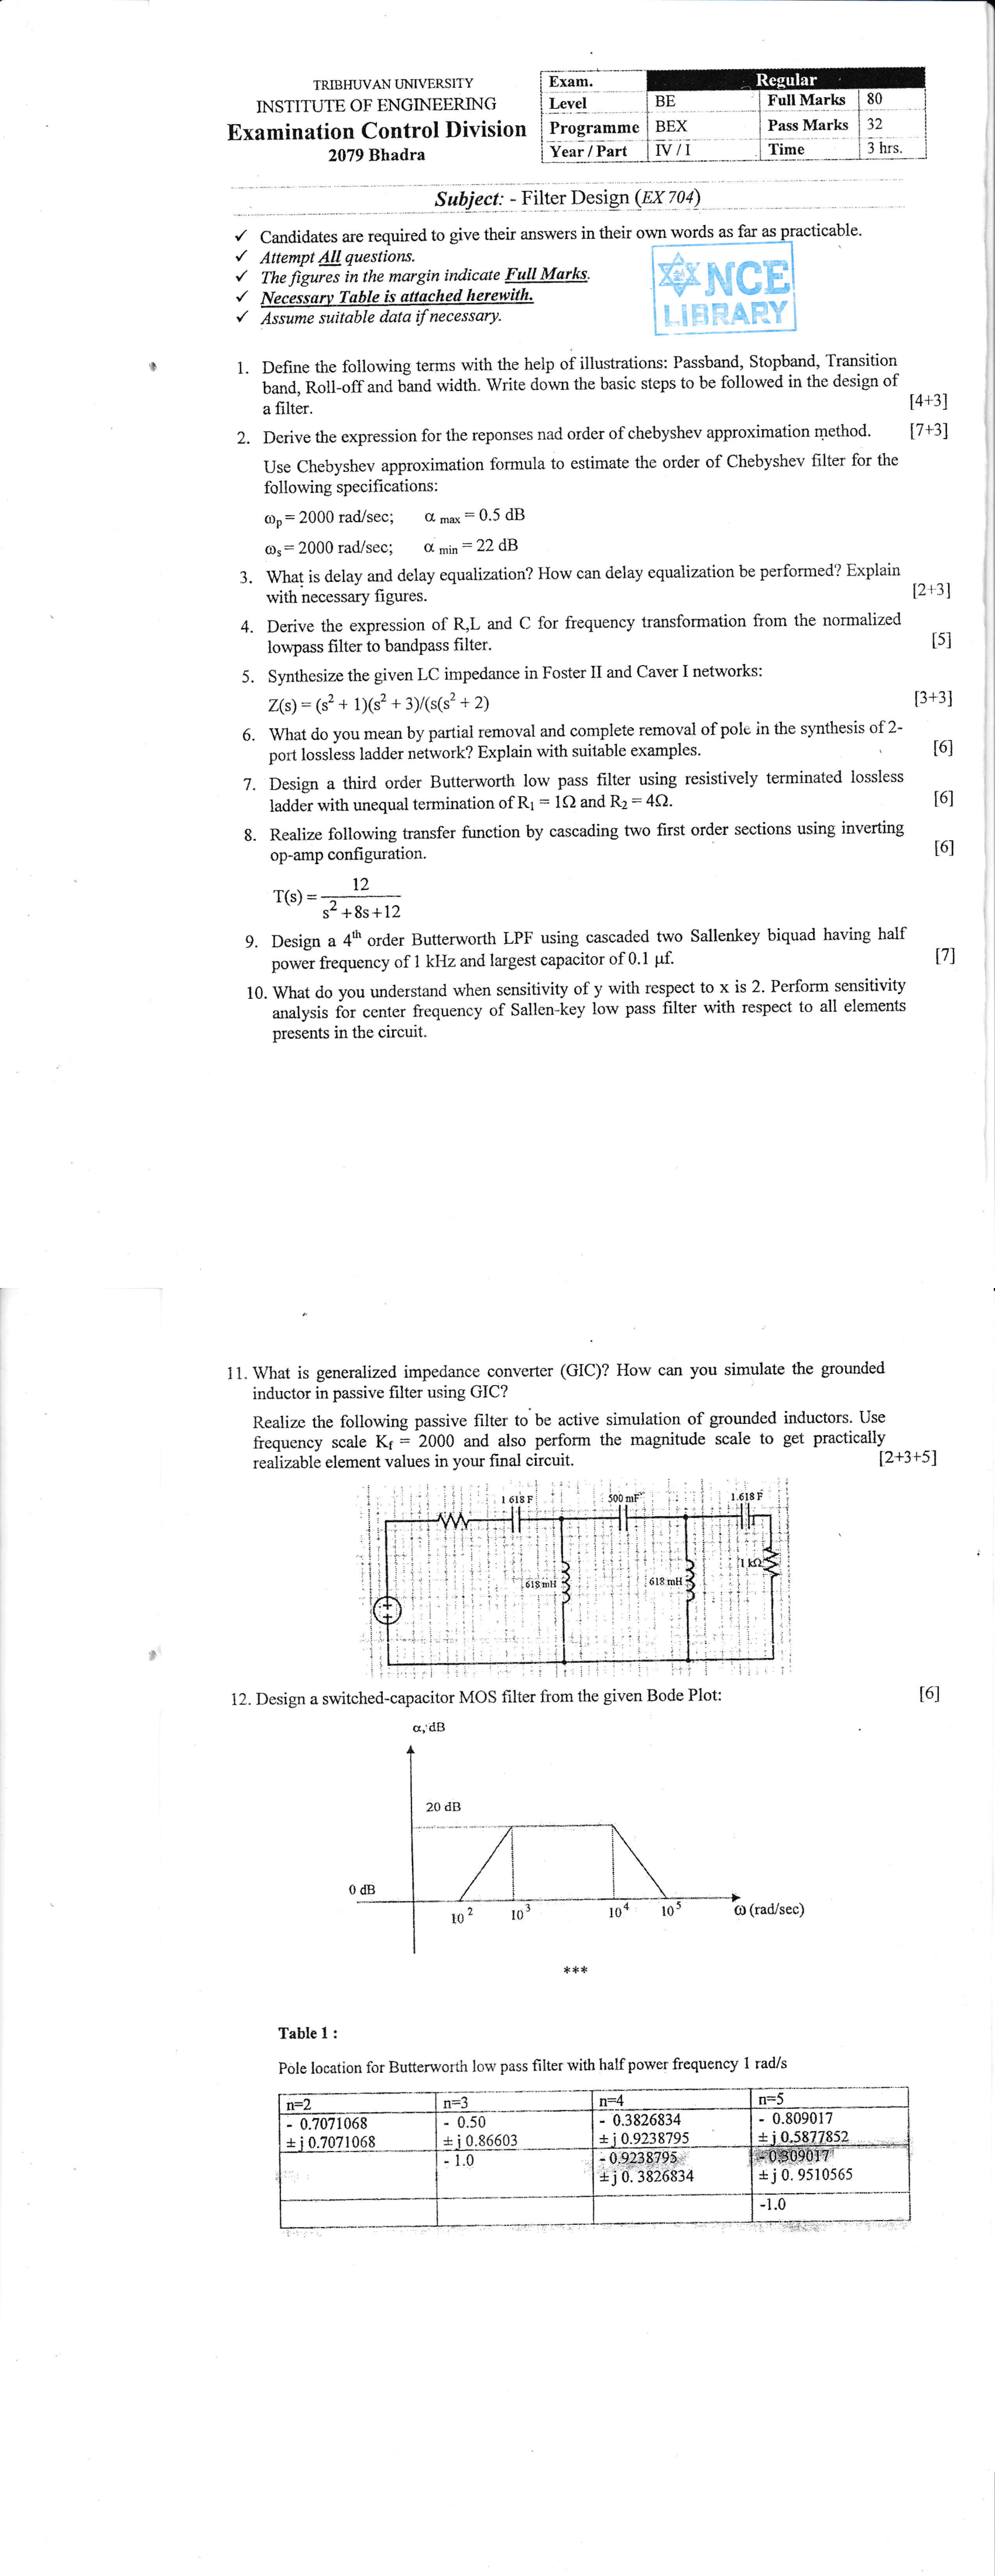 TRIBHUVAN UNIVERSITY
INSTITUTE OF ENGINEERING
Examination Control Division
2079 Bhadra
Exam. Regular
Level BE Full Marks 80
Programme BEX Pass Marks 32
Year / Part IV / I Time 3 hrs.
Subject: - Filter Design (EX 704)
✓ Candidates are required to give their answers in their own words as far as practicable.
✓ Attempt All questions.
✓ The figures in the margin indicate Full Marks.
✓ Necessary Table is attached herewith.
✓ Assume suitable data if necessary.
NCE
LIBRARY
1. Define the following terms with the help of illustrations: Passband, Stopband, Transition
band, Roll-off and band width. Write down the basic steps to be followed in the design of
a filter. [4+3]
2. Derive the expression for the reponses nad order of chebyshev approximation method. [7+3]
Use Chebyshev approximation formula to estimate the order of Chebyshev filter for the
following specifications:
ωp = 2000 rad/sec; α max = 0.5 dB
ωs = 2000 rad/sec; α min = 22 dB
3. What is delay and delay equalization? How can delay equalization be performed? Explain
with necessary figures. [2+3]
4. Derive the expression of R,L and C for frequency transformation from the normalized
lowpass filter to bandpass filter. [5]
5. Synthesize the given LC impedance in Foster II and Caver I networks:
Z(s) = (s² + 1)(s² + 3)/(s(s² + 2) [3+3]
6. What do you mean by partial removal and complete removal of pole in the synthesis of 2-
port lossless ladder network? Explain with suitable examples. [6]
7. Design a third order Butterworth low pass filter using resistively terminated lossless
ladder with unequal termination of R₁ = 1Ω and R₂ = 4Ω. [6]
8. Realize following transfer function by cascading two first order sections using inverting
op-amp configuration. [6]
T(s) = 12
s² +8s+12
9. Design a 4th order Butterworth LPF using cascaded two Sallenkey biquad having half
power frequency of 1 kHz and largest capacitor of 0.1 μf. [7]
10. What do you understand when sensitivity of y with respect to x is 2. Perform sensitivity
analysis for center frequency of Sallen-key low pass filter with respect to all elements
presents in the circuit.
11. What is generalized impedance converter (GIC)? How can you simulate the grounded
inductor in passive filter using GIC?
Realize the following passive filter to be active simulation of grounded inductors. Use
frequency scale Kf = 2000 and also perform the magnitude scale to get practically
realizable element values in your final circuit. [2+3+5]
1 618 F 500 mF 1.618 F
618 mH 618 mH 1 kΩ
12. Design a switched-capacitor MOS filter from the given Bode Plot: [6]
α, dB
20 dB
0 dB
10² 10³ 10⁴ 10⁵ ω (rad/sec)
***
Table 1 :
Pole location for Butterworth low pass filter with half power frequency 1 rad/s
n=2 n=3 n=4 n=5
- 0.7071068 - 0.50 - 0.3826834 - 0.809017
± j 0.7071068 ± j 0.86603 ± j 0.9238795 ± j 0.5877852
- 1.0 - 0.9238795 - 0.309017
± j 0. 3826834 ± j 0. 9510565
-1.0